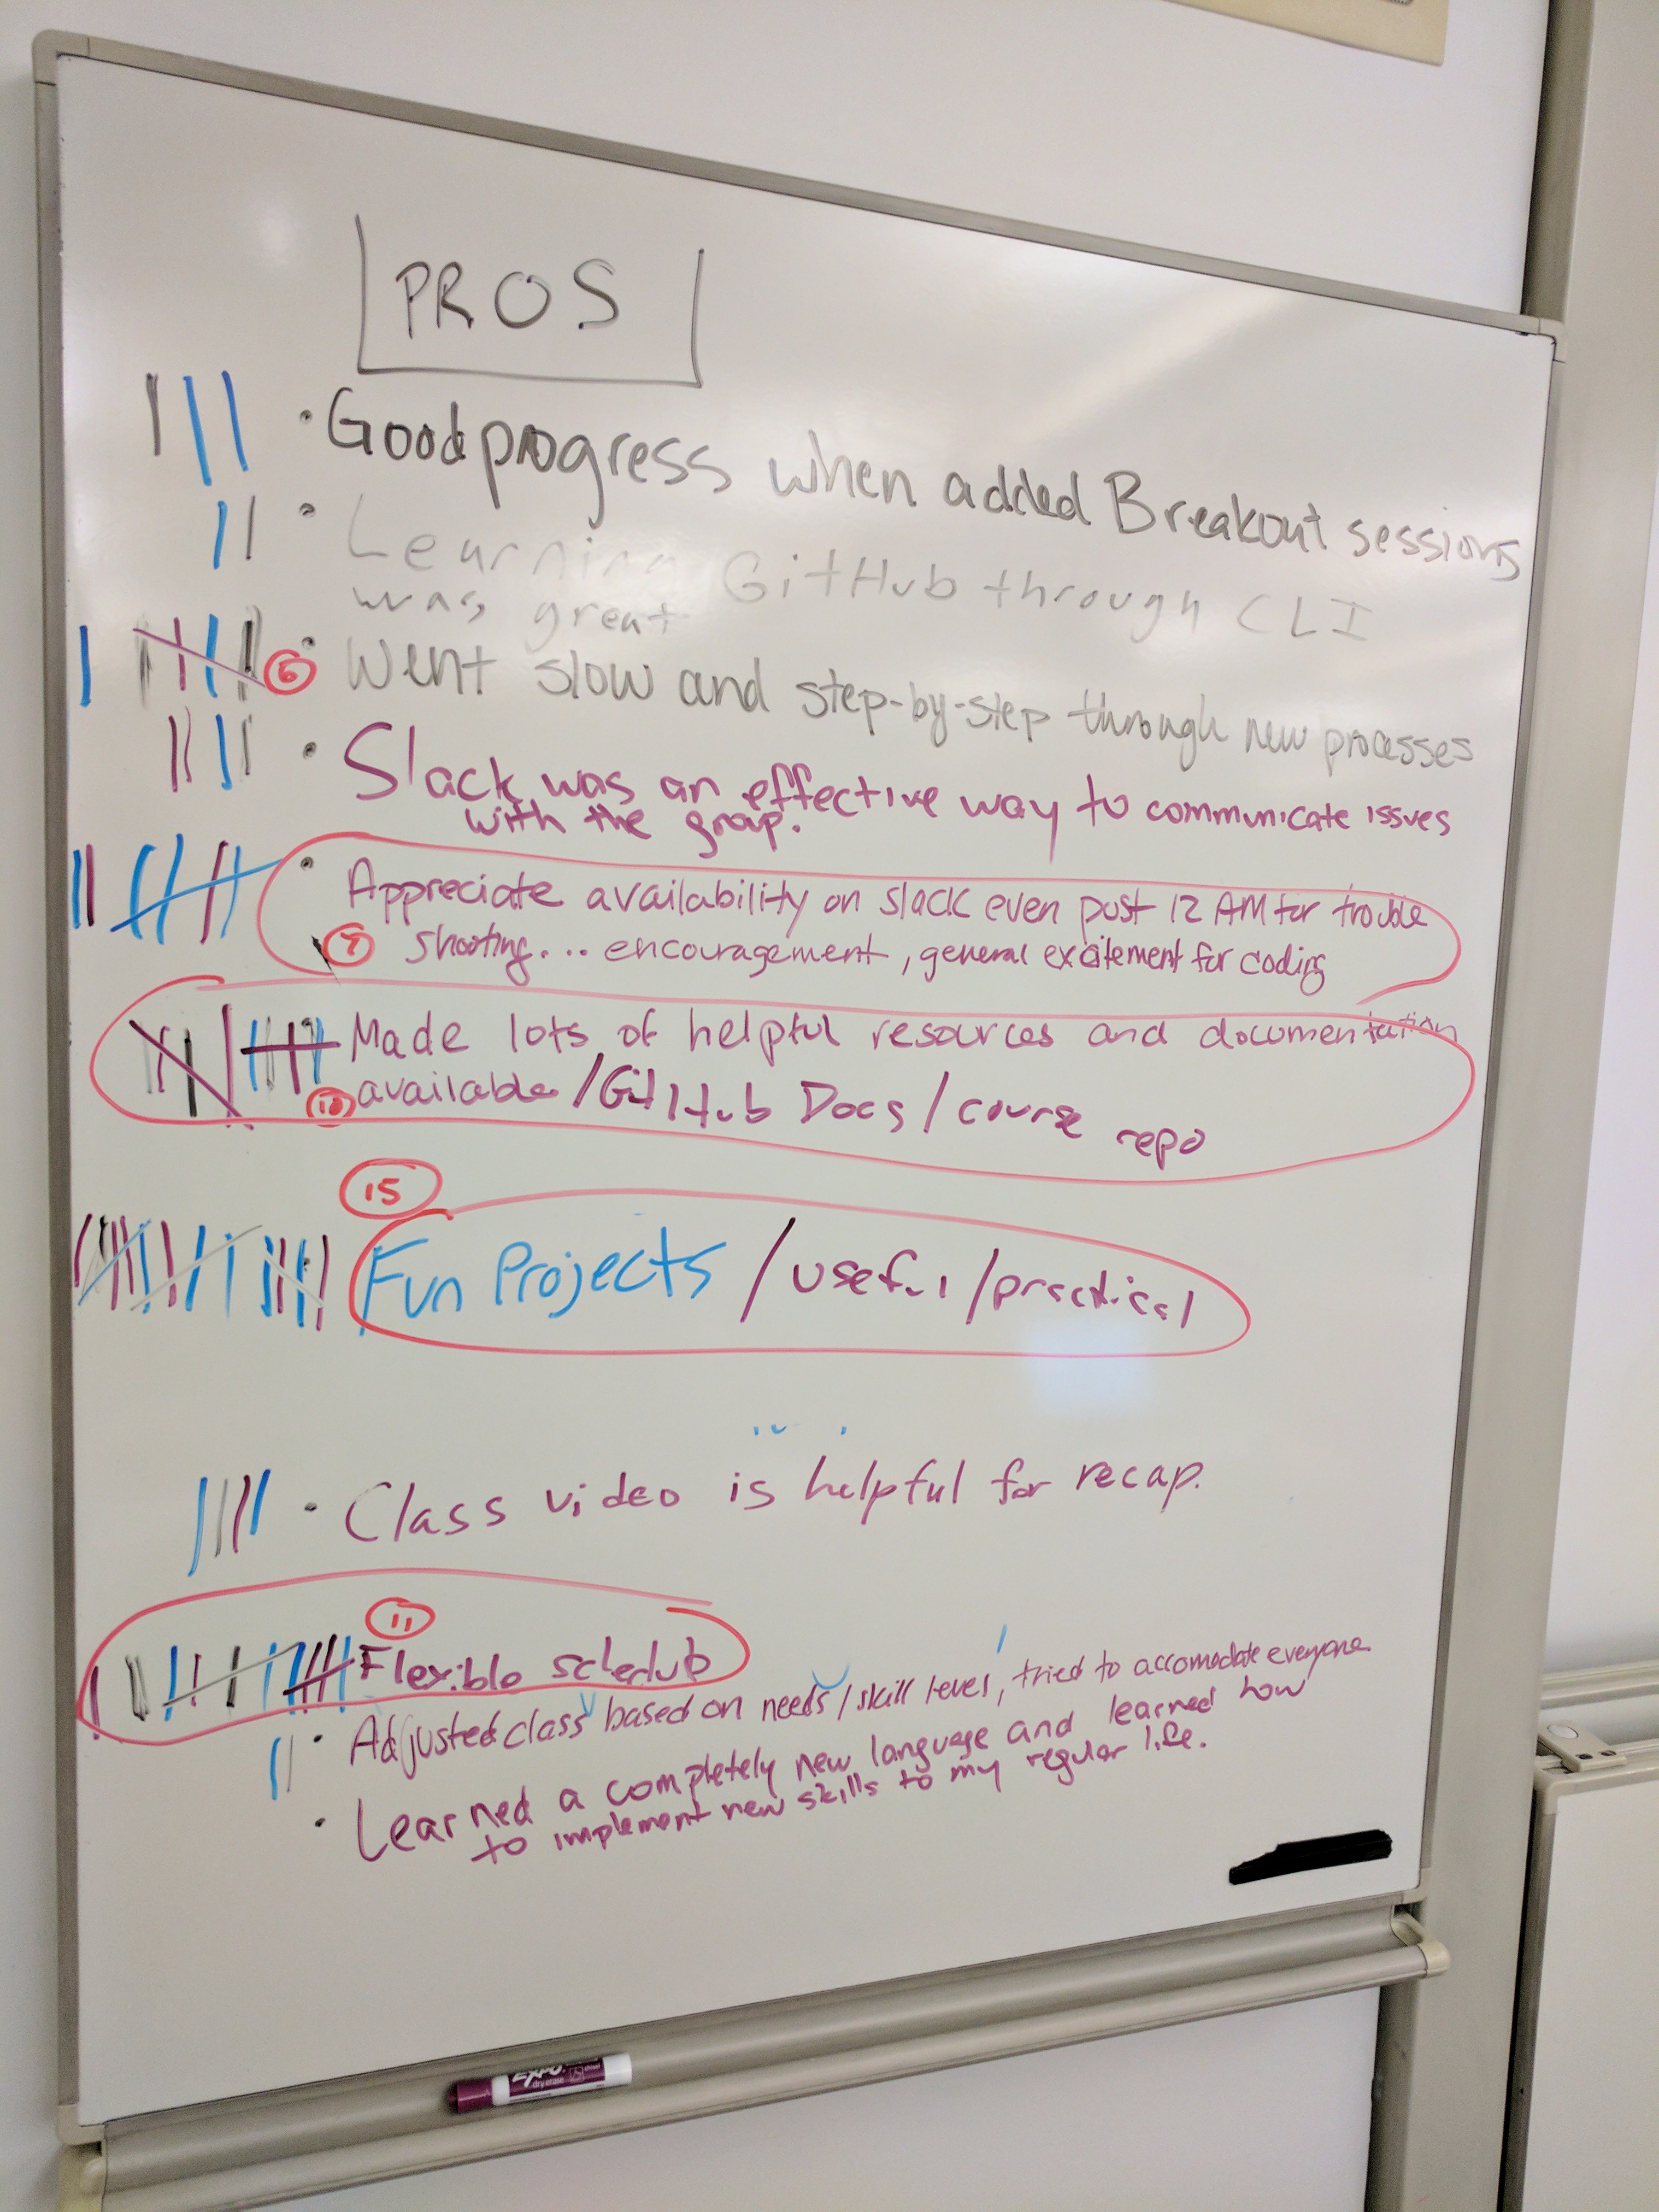 PROS
• Good progress when added Breakout sessions
• Learning GitHub through CLI
was great
6 • Went slow and step-by-step through new processes
• Slack was an effective way to communicate issues
with the group.
• Appreciate availability on slack even past 12 AM for trouble
shooting... encouragement, general excitement for coding
Made lots of helpful resources and documentation
10 available / GitHub Docs / course repo
15
Fun Projects / useful / practical
• Class video is helpful for recap.
11
Flexible
• Adjusted class based on needs / skill level, tried to accomodate everyone
• Learned a completely new language and learned how
to implement new skills to my regular life.
EXPO
dry erase